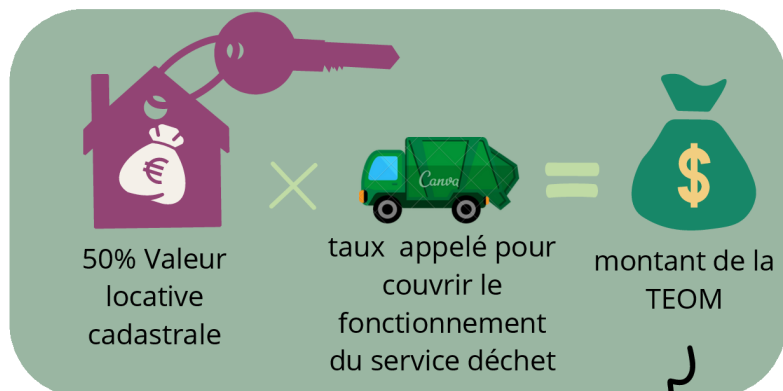 €
Canva
$
50% Valeur
locative
cadastrale
taux appelé pour
couvrir le
fonctionnement
du service déchet
montant de la
TEOM